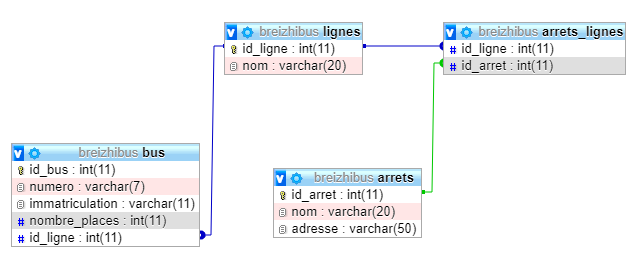 breizhibus lignes
id_ligne : int(11)
nom : varchar(20)
breizhibus arrets_lignes
id_ligne : int(11)
id_arret : int(11)
breizhibus bus
id_bus : int(11)
numero : varchar(7)
immatriculation : varchar(11)
nombre_places : int(11)
id_ligne : int(11)
breizhibus arrets
id_arret : int(11)
nom : varchar(20)
adresse : varchar(50)